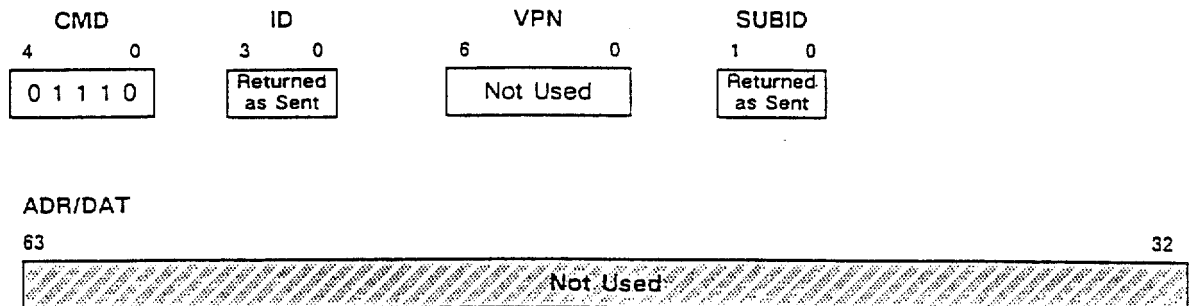 CMD ID VPN SUBID
4 0 3 0 6 0 1 0
0 1 1 1 0 Returned as Sent Not Used Returned as Sent
ADR/DAT
63 32
Not Used